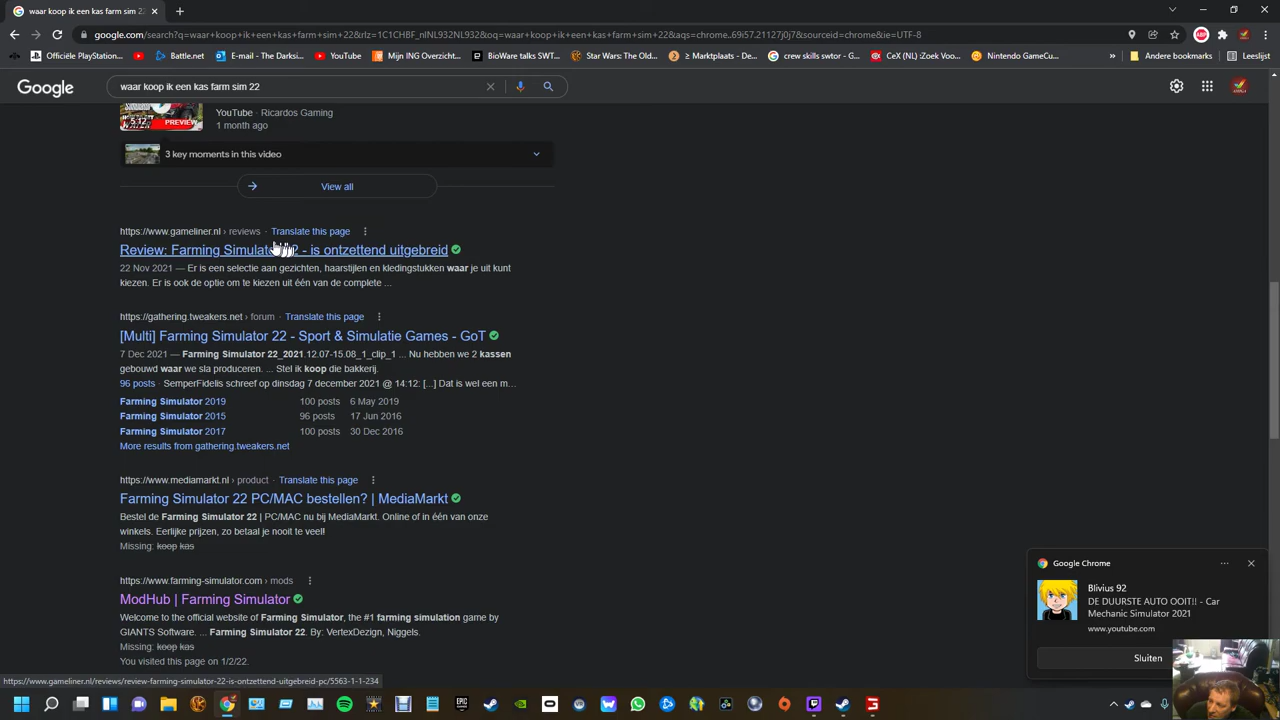 waar koop ik een kas farm sim 22
google.com/search?q=waar+koop+ik+een+kas+farm+sim+22&rlz=1C1CHBF_nlNL932NL932&oq=waar+koop+ik+een+kas+farm+sim+22&aqs=chrome..69i57.21127j0j7&sourceid=chrome&ie=UTF-8
Officiële PlayStation...
Battle.net
E-mail - The Darksi...
YouTube
Mijn ING Overzicht...
BioWare bellas SWT...
Star Wars: The Old...
Marktplaats - De...
crew skills swtor - ...
CeX (NL) Zoek Voo...
Nintendo GameCu...
Andere bookmarks
Leeslijst
Google
waar koop ik een kas farm sim 22
5:12
PREVIEW
YouTube · Ricardos Gaming
1 month ago
3 key moments in this video
View all
https://www.gameliner.nl › reviews · Translate this page
Review: Farming Simulator 22 - is ontzettend uitgebreid
22 Nov 2021 — Er is een selectie aan gezichten, haarstijlen en kledingstukken waar je uit kunt
kiezen. Er is ook de optie om te kiezen uit één van de complete ...
https://gathering.tweakers.net › forum · Translate this page
[Multi] Farming Simulator 22 - Sport & Simulatie Games - GoT
7 Dec 2021 — Farming Simulator 22_2021.12.07-15.08_1_clip_1 ... Nu hebben we 2 kassen
gebouwd waar we sla produceren. ... Stel ik koop die bakkerij.
96 posts · SemperFidelis schreef op dinsdag 7 december 2021 @ 14:12: [...] Dat is wel een m...
Farming Simulator 2019 100 posts 6 May 2019
Farming Simulator 2015 96 posts 17 Jun 2016
Farming Simulator 2017 100 posts 30 Dec 2016
More results from gathering.tweakers.net
https://www.mediamarkt.nl › product · Translate this page
Farming Simulator 22 PC/MAC bestellen? | MediaMarkt
Bestel de Farming Simulator 22 | PC/MAC nu bij MediaMarkt. Online of in één van onze
winkels. Eerlijke prijzen, zo betaal je nooit te veel!
Missing: koop kas
https://www.farming-simulator.com › mods
ModHub | Farming Simulator
Welcome to the official website of Farming Simulator, the #1 farming simulation game by
GIANTS Software. ... Farming Simulator 22. By: VertexDesign, Niggels.
Missing: koop kas
You visited this page on 1/2/22.
Google Chrome
Blivius 92
DE DUURSTE AUTO OOIT!! - Car
Mechanic Simulator 2021
www.youtube.com
Sluiten
https://www.gameliner.nl/reviews/review-farming-simulator-22-is-ontzettend-uitgebreid-pc/5563-1-1-234